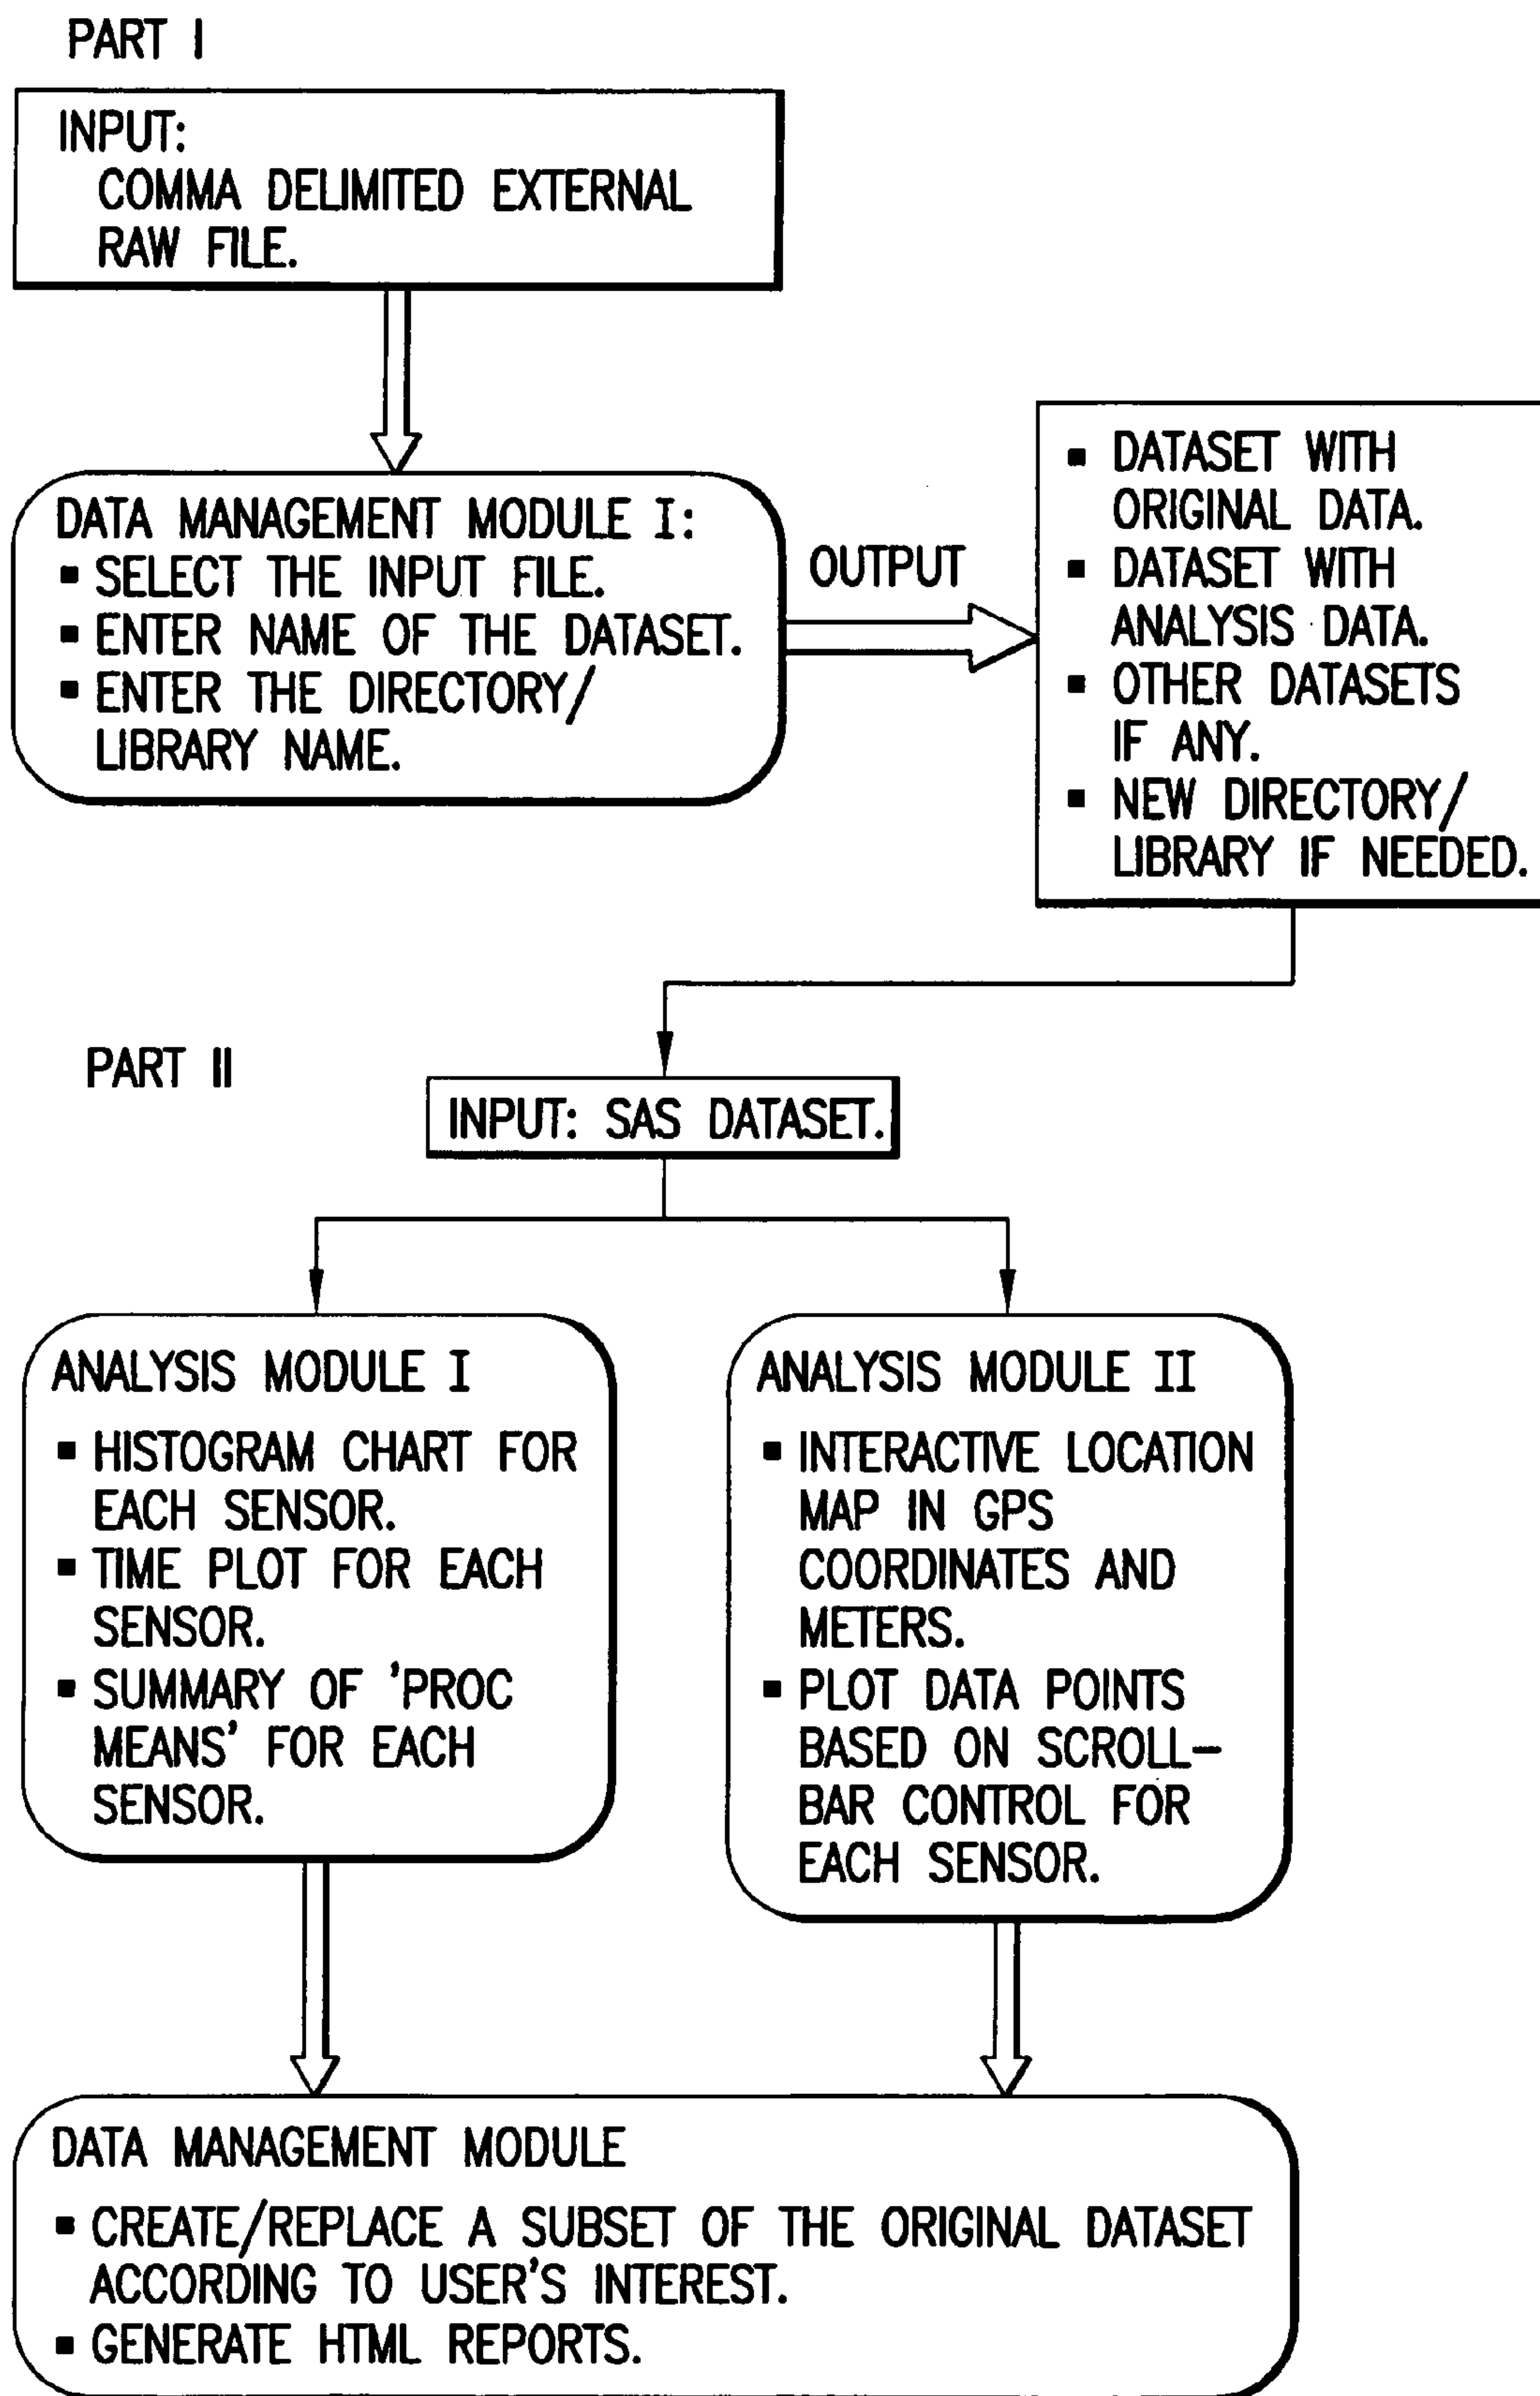 PART I
INPUT:
COMMA DELIMITED EXTERNAL
RAW FILE.
DATA MANAGEMENT MODULE I:
▪ SELECT THE INPUT FILE.
▪ ENTER NAME OF THE DATASET.
▪ ENTER THE DIRECTORY/
LIBRARY NAME.
OUTPUT
▪ DATASET WITH
ORIGINAL DATA.
▪ DATASET WITH
ANALYSIS DATA.
▪ OTHER DATASETS
IF ANY.
▪ NEW DIRECTORY/
LIBRARY IF NEEDED.
PART II
INPUT: SAS DATASET.
ANALYSIS MODULE I
▪ HISTOGRAM CHART FOR
EACH SENSOR.
▪ TIME PLOT FOR EACH
SENSOR.
▪ SUMMARY OF 'PROC
MEANS' FOR EACH
SENSOR.
ANALYSIS MODULE II
▪ INTERACTIVE LOCATION
MAP IN GPS
COORDINATES AND
METERS.
▪ PLOT DATA POINTS
BASED ON SCROLL-
BAR CONTROL FOR
EACH SENSOR.
DATA MANAGEMENT MODULE
▪ CREATE/REPLACE A SUBSET OF THE ORIGINAL DATASET
ACCORDING TO USER'S INTEREST.
▪ GENERATE HTML REPORTS.